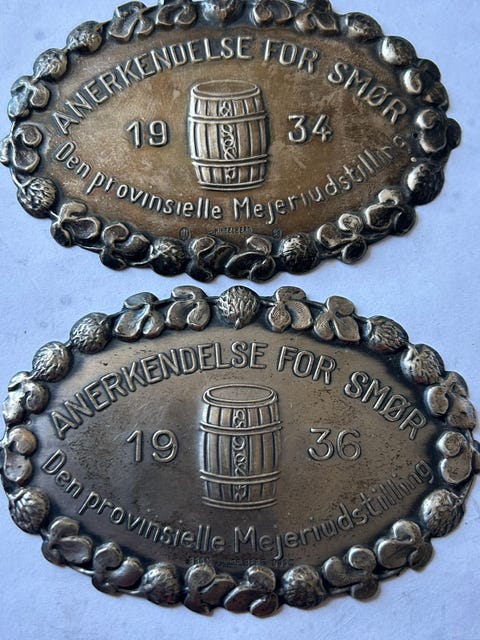 ANERKENDELSE FOR SMØR
19 34
Den provinsielle Mejeriudstilling
ANERKENDELSE FOR SMØR
19 36
Den provinsielle Mejeriudstilling